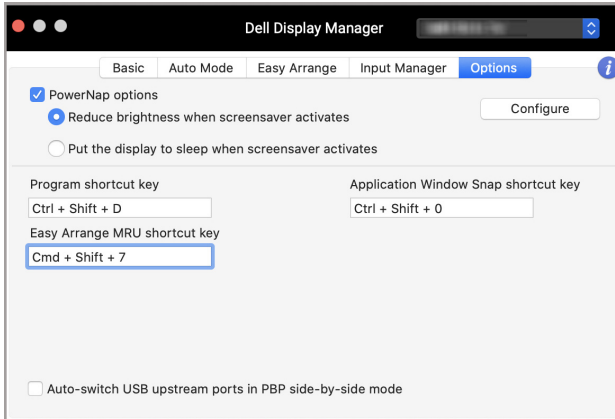 Dell Display Manager
Basic Auto Mode Easy Arrange Input Manager Options i
PowerNap options
Configure
Reduce brightness when screensaver activates
Put the display to sleep when screensaver activates
Program shortcut key
Application Window Snap shortcut key
Ctrl + Shift + D
Ctrl + Shift + 0
Easy Arrange MRU shortcut key
Cmd + Shift + 7
Auto-switch USB upstream ports in PBP side-by-side mode